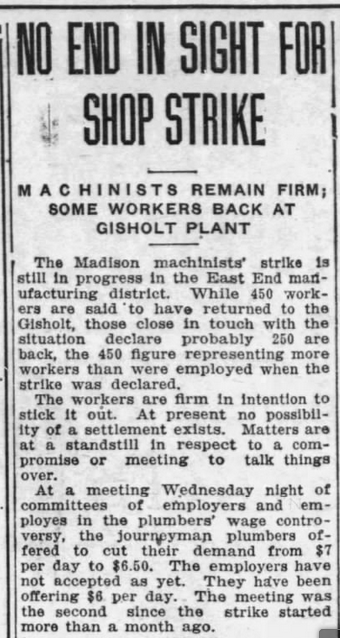 NO END IN SIGHT FOR
SHOP STRIKE
MACHINISTS REMAIN FIRM;
SOME WORKERS BACK AT
GISHOLT PLANT
The Madison machinists' strike is
still in progress in the East End man-
ufacturing district. While 450 work-
ers are said to have returned to the
Gisholt, those close in touch with the
situation declare probably 250 are
back, the 450 figure representing more
workers than were employed when the
strike was declared.
The workers are firm in intention to
stick it out. At present no possibil-
ity of a settlement exists. Matters are
at a standstill in respect to a com-
promise or meeting to talk things
over.
At a meeting Wednesday night of
committees of employers and em-
ployes in the plumbers' wage contro-
versy, the journeyman plumbers of-
fered to cut their demand from $7
per day to $6.50. The employers have
not accepted as yet. They have been
offering $6 per day. The meeting was
the second since the strike started
more than a month ago.